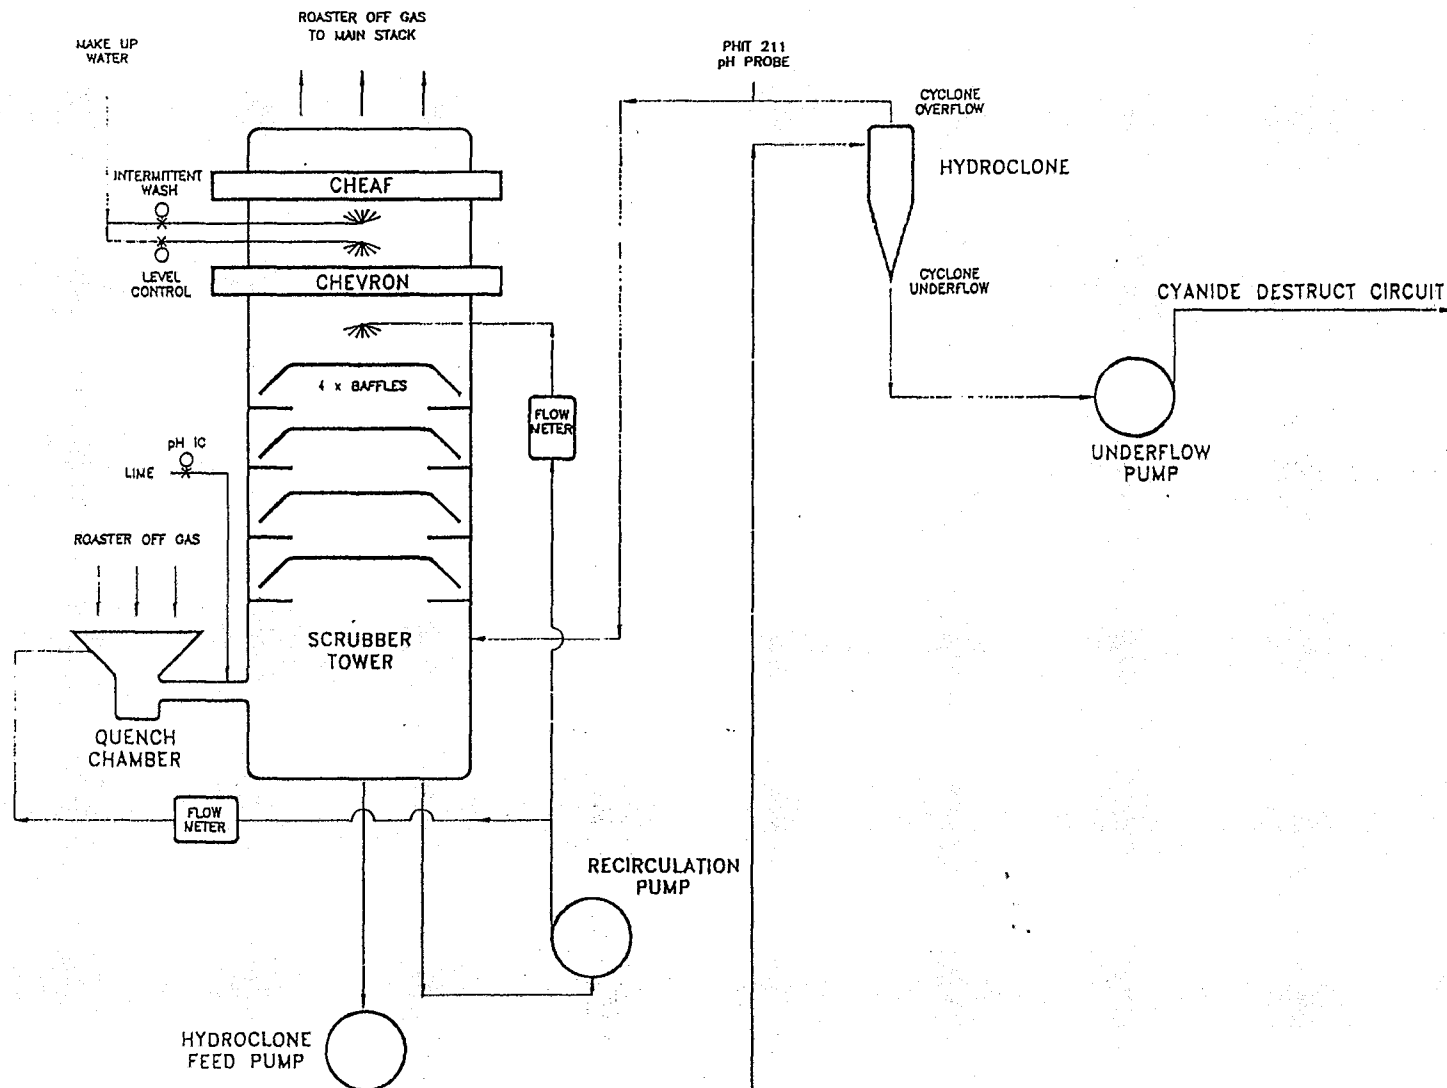 ROASTER OFF GAS
TO MAIN STACK
MAKE UP
WATER
PHIT 211
pH PROBE
CYCLONE
OVERFLOW
HYDROCLONE
INTERMITTENT
WASH
CHEAF
LEVEL
CONTROL
CHEVRON
CYCLONE
UNDERFLOW
CYANIDE DESTRUCT CIRCUIT
4 x BAFFLES
FLOW
METER
UNDERFLOW
PUMP
pH IC
LIME
ROASTER OFF GAS
SCRUBBER
TOWER
QUENCH
CHAMBER
FLOW
METER
RECIRULATION
PUMP
HYDROCLONE
FEED PUMP